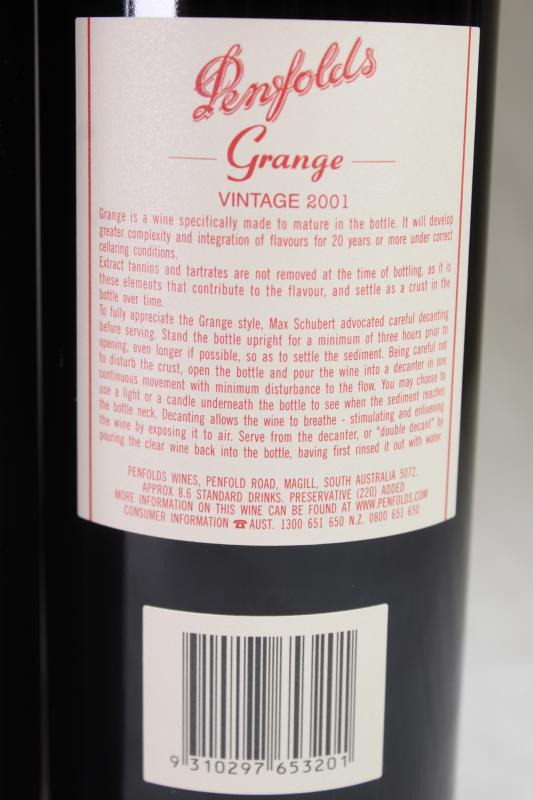 Penfolds
Grange
VINTAGE 2001
Grange is a wine specifically made to mature in the bottle. It will develop
greater complexity and integration of flavours for 20 years or more under correct
cellaring conditions.
Extract tannins and tartrates are not removed at the time of bottling, as it is
these elements that contribute to the flavour, and settle as a crust in the
bottle over time.
To fully appreciate the Grange style, Max Schubert advocated careful decanting
before serving. Stand the bottle upright for a minimum of three hours prior to
opening, even longer if possible, so as to settle the sediment. Being careful not
to disturb the crust, open the bottle and pour the wine into a decanter in one
continuous movement with minimum disturbance to the flow. You may choose to
use a light or a candle underneath the bottle to see when the sediment reaches
the bottle neck. Decanting allows the wine to breathe - stimulating and enlivening
the wine by exposing it to air. Serve from the decanter, or "double decant" by
pouring the clear wine back into the bottle, having first rinsed it out with water.
PENFOLDS WINES, PENFOLD ROAD, MAGILL, SOUTH AUSTRALIA 5072.
APPROX 8.6 STANDARD DRINKS. PRESERVATIVE (220) ADDED
MORE INFORMATION ON THIS WINE CAN BE FOUND AT WWW.PENFOLDS.COM
CONSUMER INFORMATION ☎ AUST. 1300 651 650 N.Z. 0800 651 650
9 310297 653201